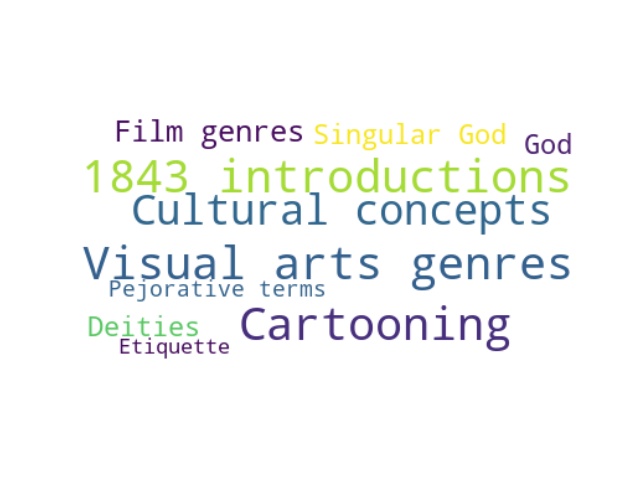 Film genres
Singular God
God
1843 introductions
Cultural concepts
Visual arts genres
Pejorative terms
Deities
Cartooning
Etiquette